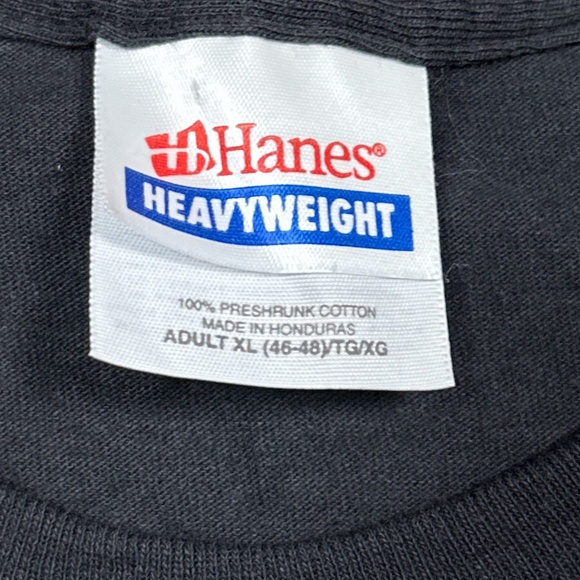 Hanes®
HEAVYWEIGHT
100% PRESHRUNK COTTON
MADE IN HONDURAS
ADULT XL (46-48)/TG/XG